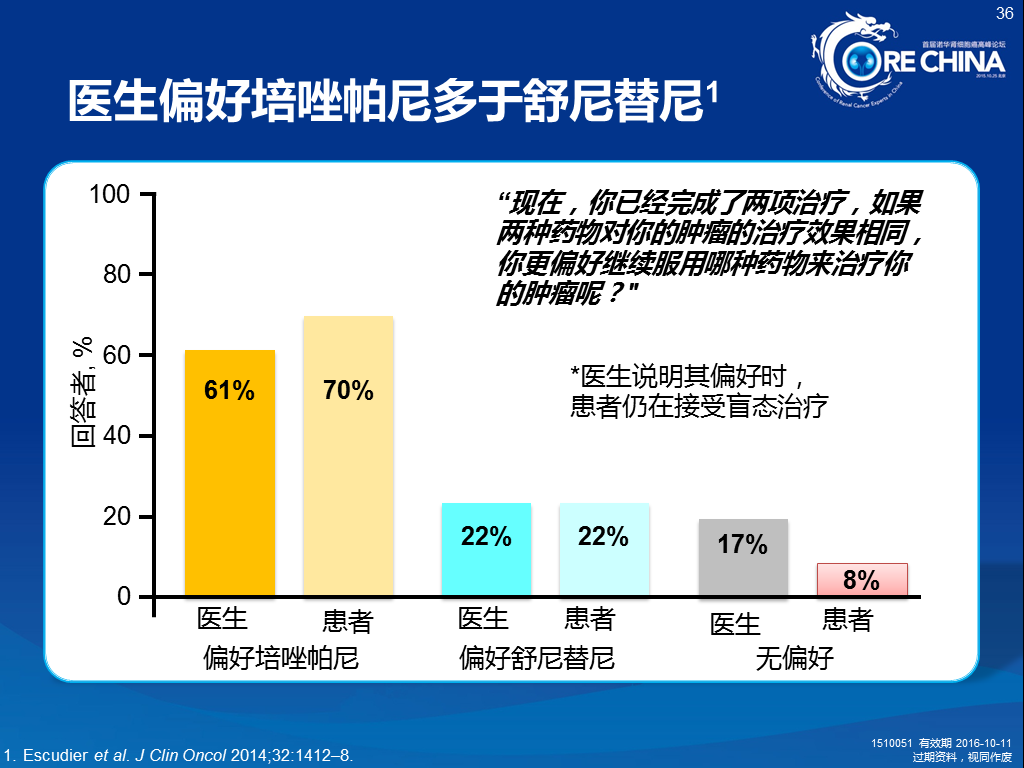 36
首届诺华肾细胞癌高峰论坛
CORE CHINA
2015.10.25 北京
Conference of Renal Cancer Experts in China
医生偏好培唑帕尼多于舒尼替尼1
“现在，你已经完成了两项治疗，如果
两种药物对你的肿瘤的治疗效果相同，
你更偏好继续服用哪种药物来治疗你
的肿瘤呢？"
*医生说明其偏好时，
患者仍在接受盲态治疗
回答者, %
100
80
60
40
20
0
61%
70%
22%
22%
17%
8%
医生
患者
医生
患者
医生
患者
偏好培唑帕尼
偏好舒尼替尼
无偏好
1. Escudier et al. J Clin Oncol 2014;32:1412–8.
1510051 有效期 2016-10-11
过期资料，视同作废